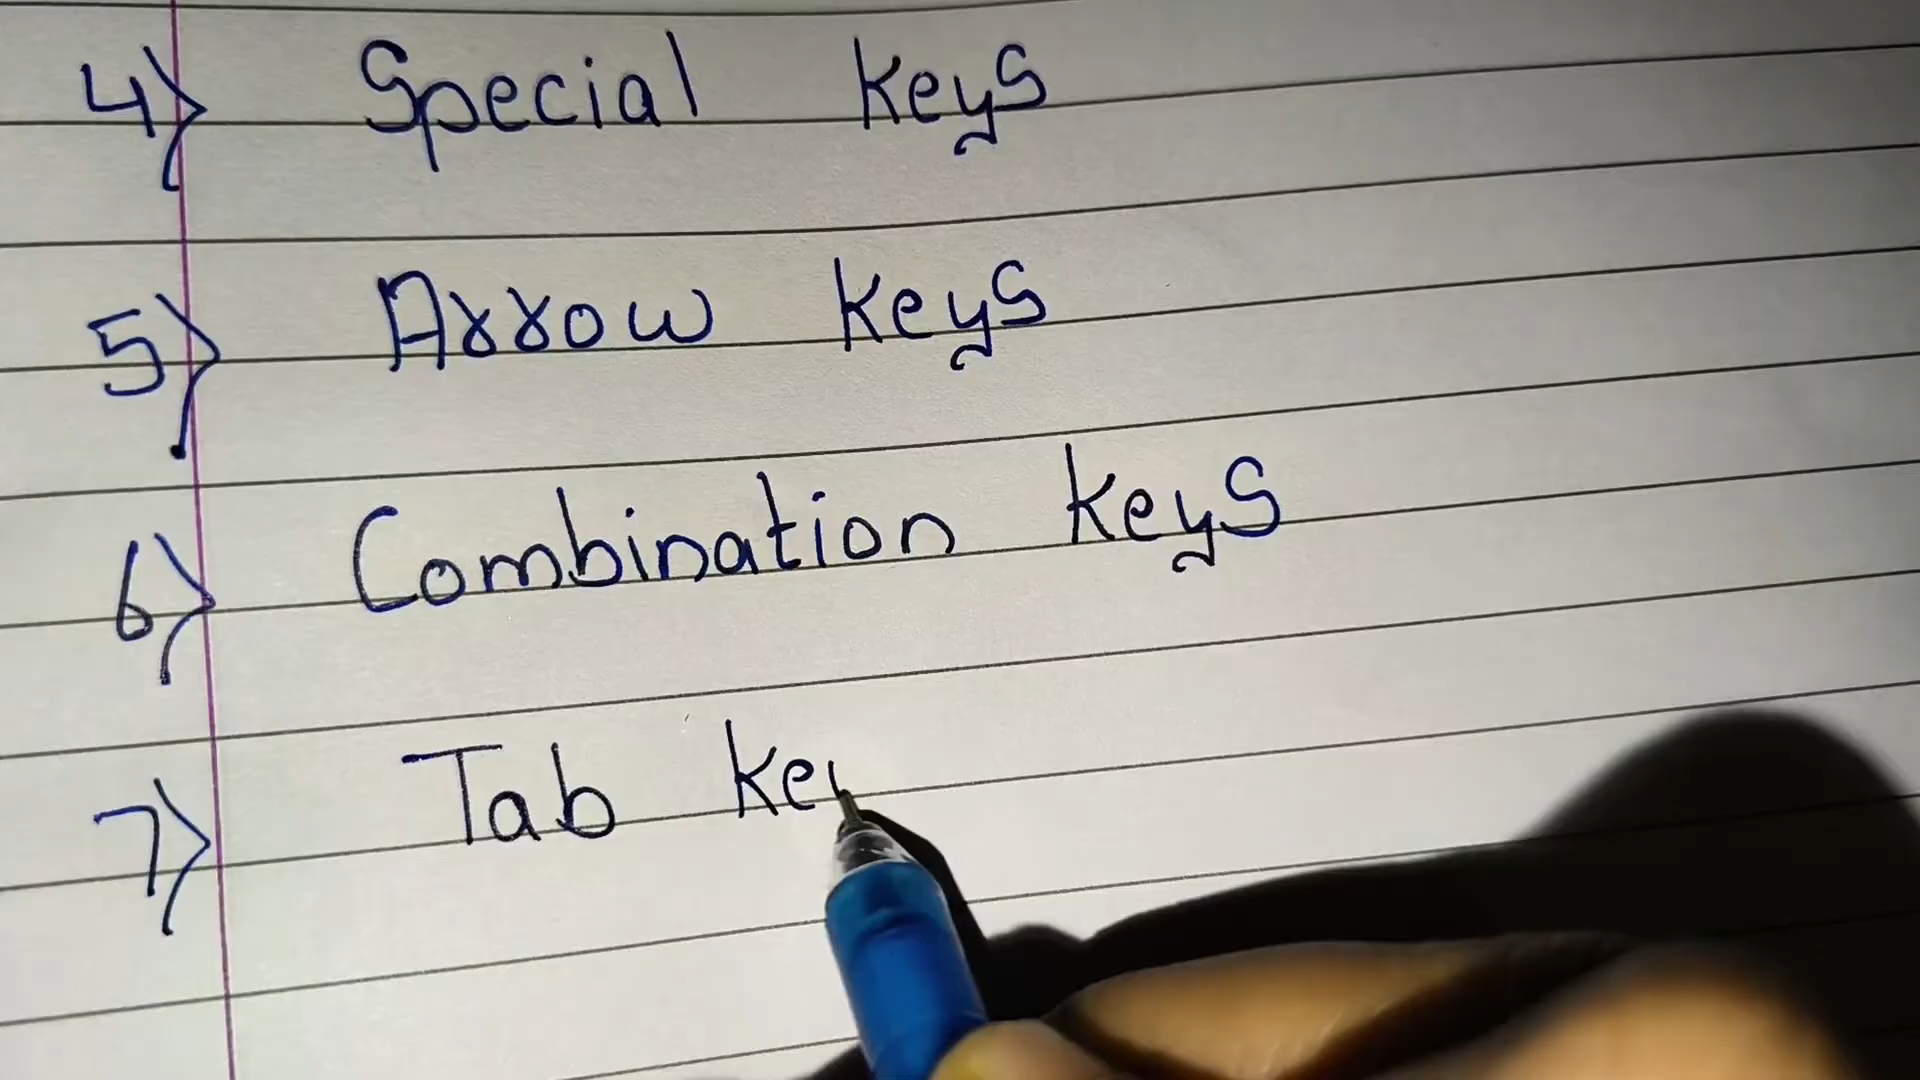 4) Special keys
5) Arrow keys
6) Combination keys
7) Tab ke